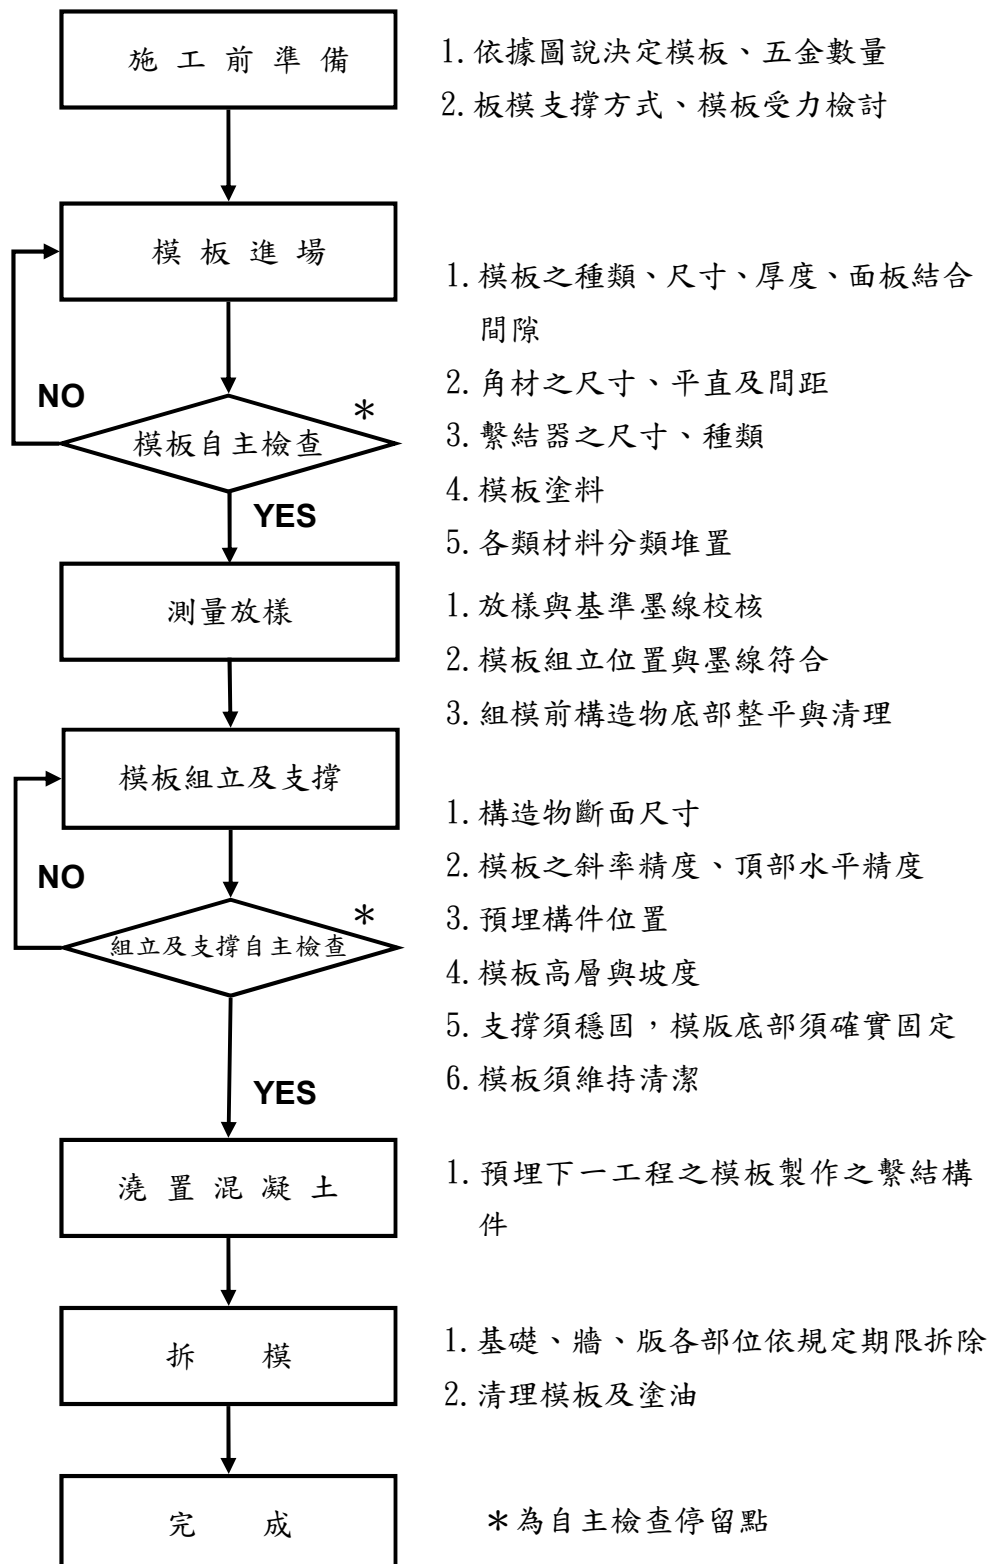 施工前準備
1.依據圖說決定模板、五金數量
2.板模支撐方式、模板受力檢討
模板進場
1.模板之種類、尺寸、厚度、面板結合
間隙
2.角材之尺寸、平直及間距
NO
＊
模板自主檢查
3.繫結器之尺寸、種類
4.模板塗料
YES
5.各類材料分類堆置
測量放樣
1.放樣與基準墨線校核
2.模板組立位置與墨線符合
3.組模前構造物底部整平與清理
模板組立及支撐
1.構造物斷面尺寸
NO
2.模板之斜率精度、頂部水平精度
＊
3.預埋構件位置
組立及支撐自主檢查
4.模板高層與坡度
5.支撐須穩固，模版底部須確實固定
YES
6.模板須維持清潔
澆置混凝土
1.預埋下一工程之模板製作之繫結構
件
拆模
1.基礎、牆、版各部位依規定期限拆除
2.清理模板及塗油
完成
＊為自主檢查停留點